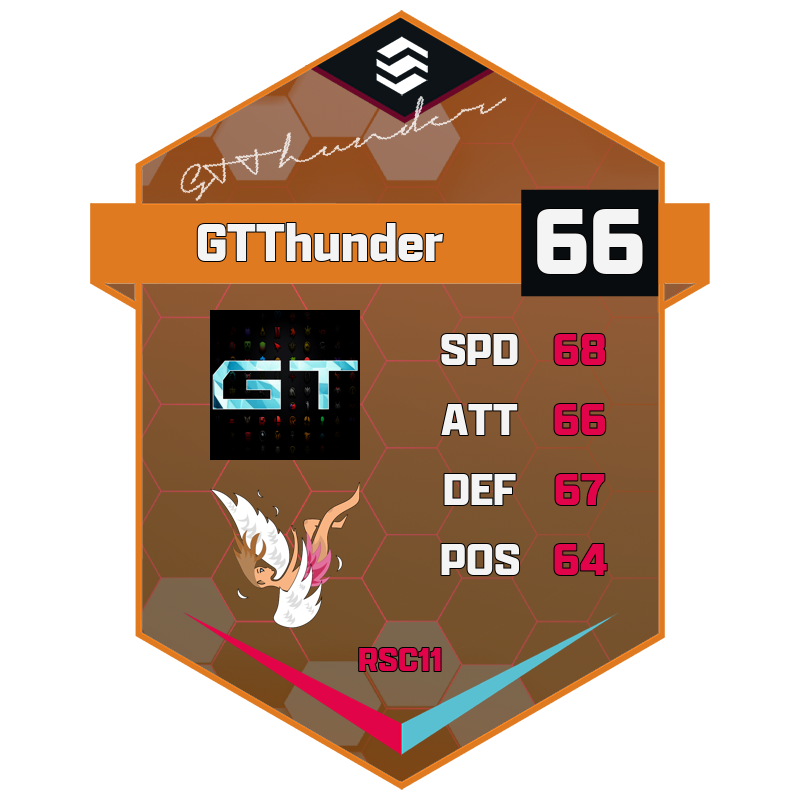 GTThunder
GTThunder 66
GT
SPD 68
ATT 66
DEF 67
POS 64
RSC11